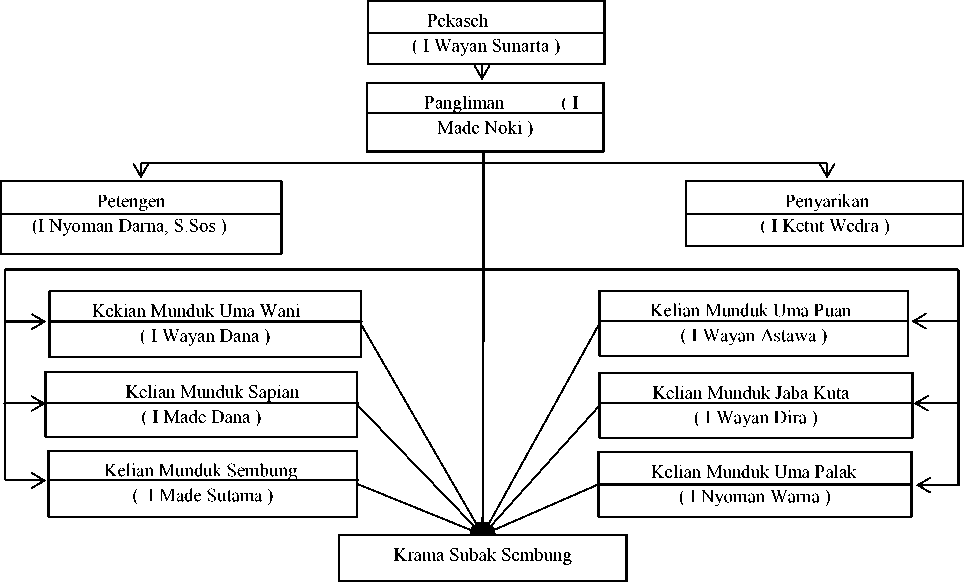 Pekaseh
( I Wayan Sunarta )
Pangliman ( I
Made Noki )
Petengen
(I Nyoman Darna, S.Sos )
Penyarikan
( I Ketut Wedra )
Kekian Munduk Uma Wani
( I Wayan Dana )
Kelian Munduk Uma Puan
( I Wayan Astawa )
Kelian Munduk Sapian
( I Made Dana )
Kelian Munduk Jaba Kuta
( I Wayan Dira )
Kelian Munduk Sembung
( I Made Sutama )
Kelian Munduk Uma Palak
( I Nyoman Warna )
Krama Subak Sembung